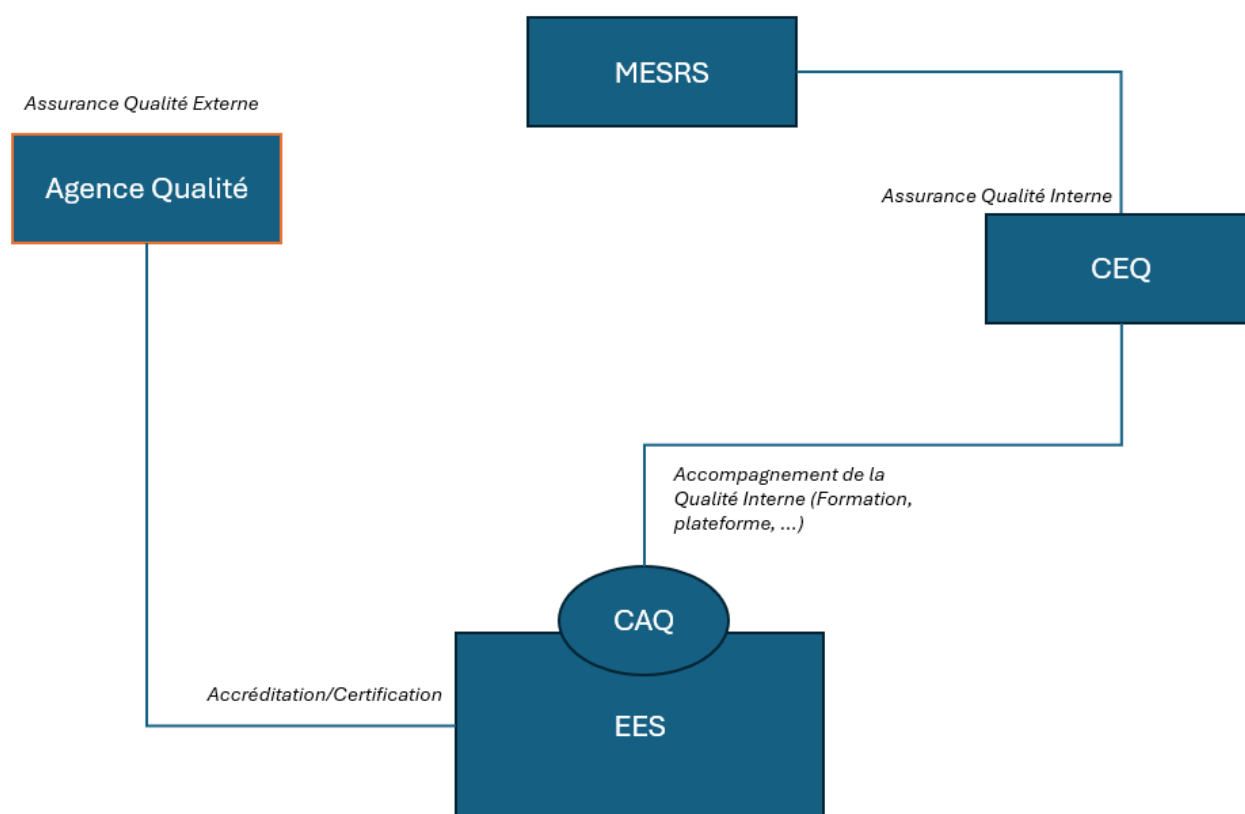 MESRS
Assurance Qualité Externe
Agence Qualité
Assurance Qualité Interne
CEQ
Accompagnement de la
Qualité Interne (Formation,
plateforme, ...)
CAQ
Accréditation/Certification
EES